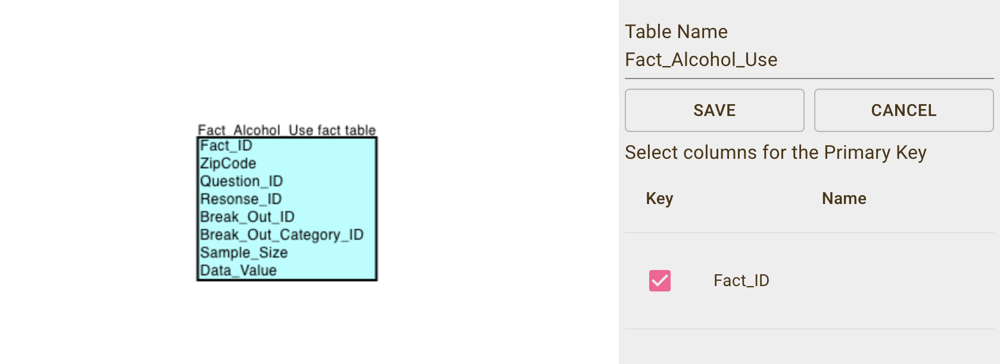 Fact_Alcohol_Use fact table
Fact_ID
ZipCode
Question_ID
Resonse_ID
Break_Out_ID
Break_Out_Category_ID
Sample_Size
Data_Value
Table Name
Fact_Alcohol_Use
SAVE CANCEL
Select columns for the Primary Key
Key Name
Fact_ID